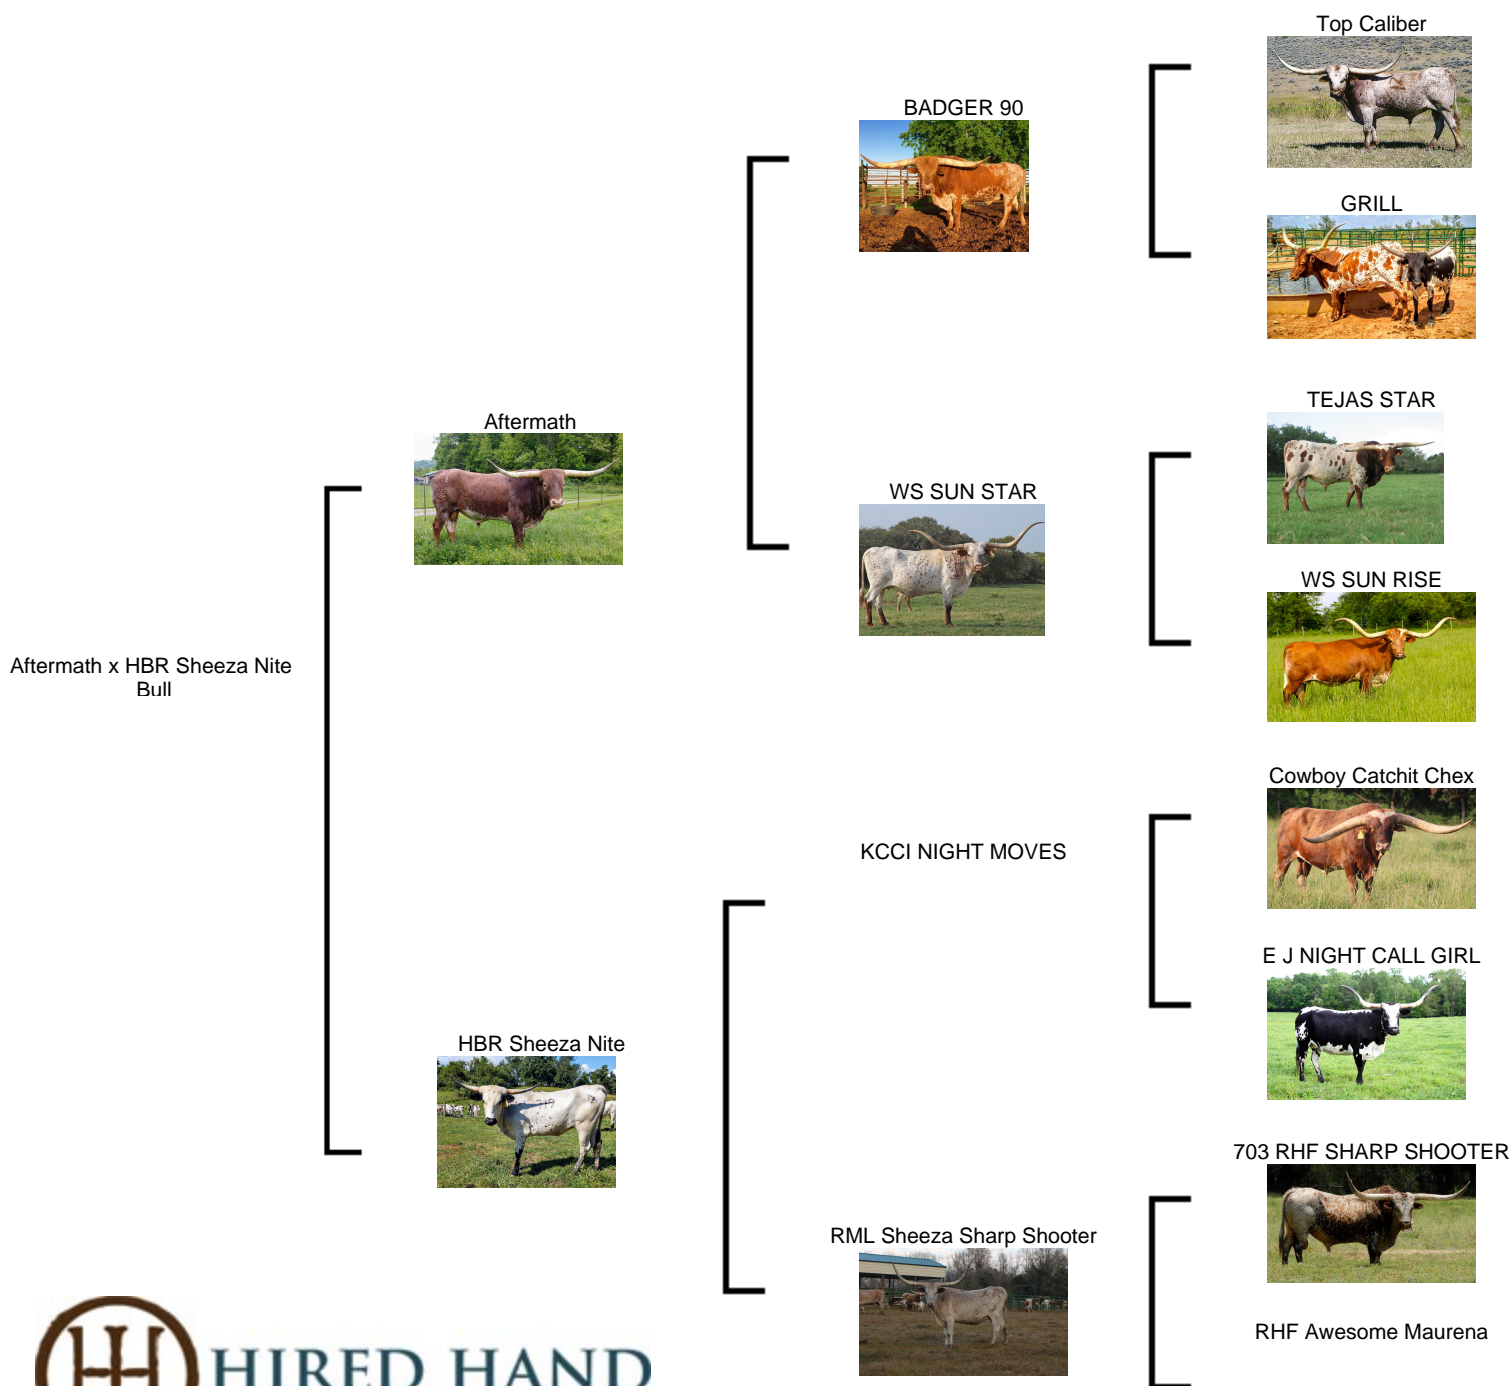 Top Caliber
BADGER 90
GRILL
TEJAS STAR
Aftermath
WS SUN STAR
WS SUN RISE
Aftermath x HBR Sheeza Nite
Bull
Cowboy Catchit Chex
KCCI NIGHT MOVES
E J NIGHT CALL GIRL
HBR Sheeza Nite
703 RHF SHARP SHOOTER
RML Sheeza Sharp Shooter
RHF Awesome Maurena
HIRED HAND